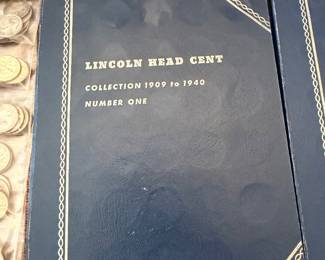 LINCOLN HEAD CENT
COLLECTION 1909 to 1940
NUMBER ONE